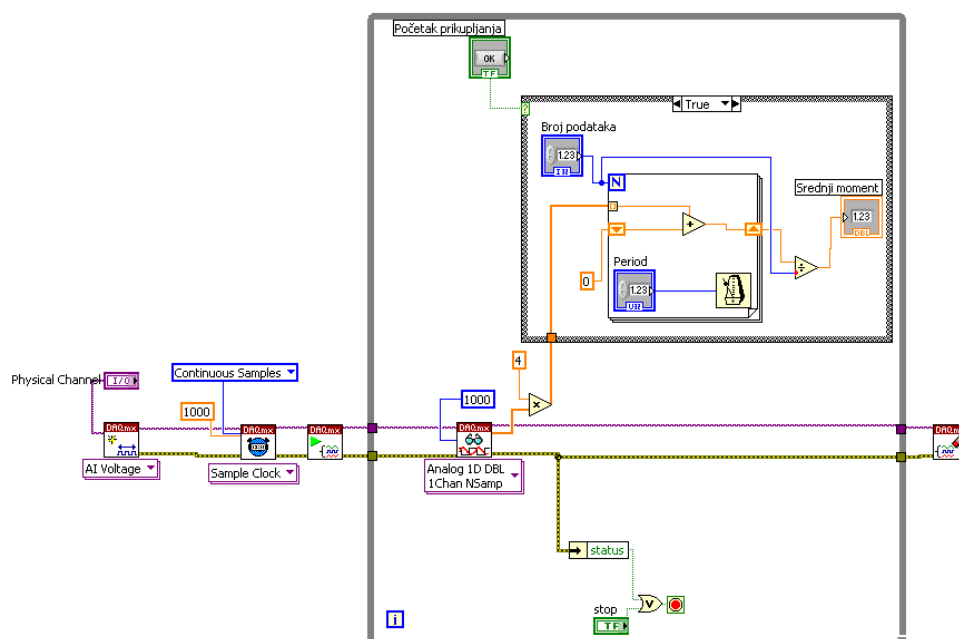 Početak prikupljanja
OK
TF
True
Broj podataka
1.23
I32
N
Srednji moment
1.23
DBL
0
Period
1.23
U32
4
Physical Channel
I/O
Continuous Samples
1000
1000
DAQmx
AI Voltage
DAQmx
Sample Clock
DAQmx
DAQmx
Analog 1D DBL
1Chan NSamp
DAQmx
status
stop
TF
i